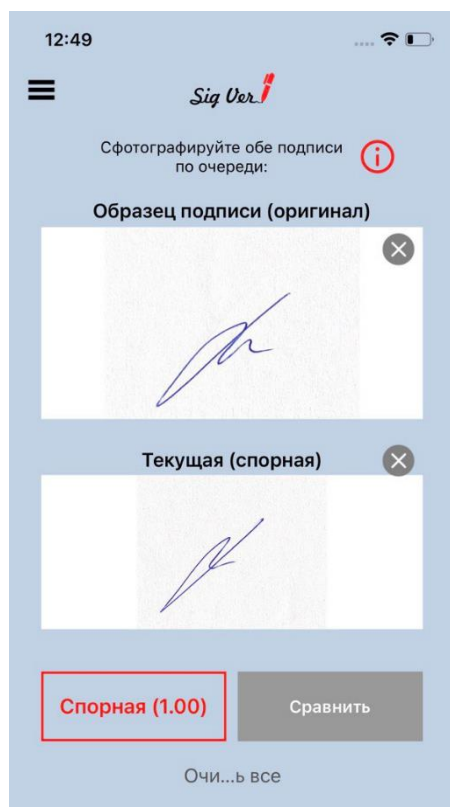 12:49
Sig Ver
Сфотографируйте обе подписи
по очереди:
Образец подписи (оригинал)
Текущая (спорная)
Спорная (1.00)
Сравнить
Очи...ь все